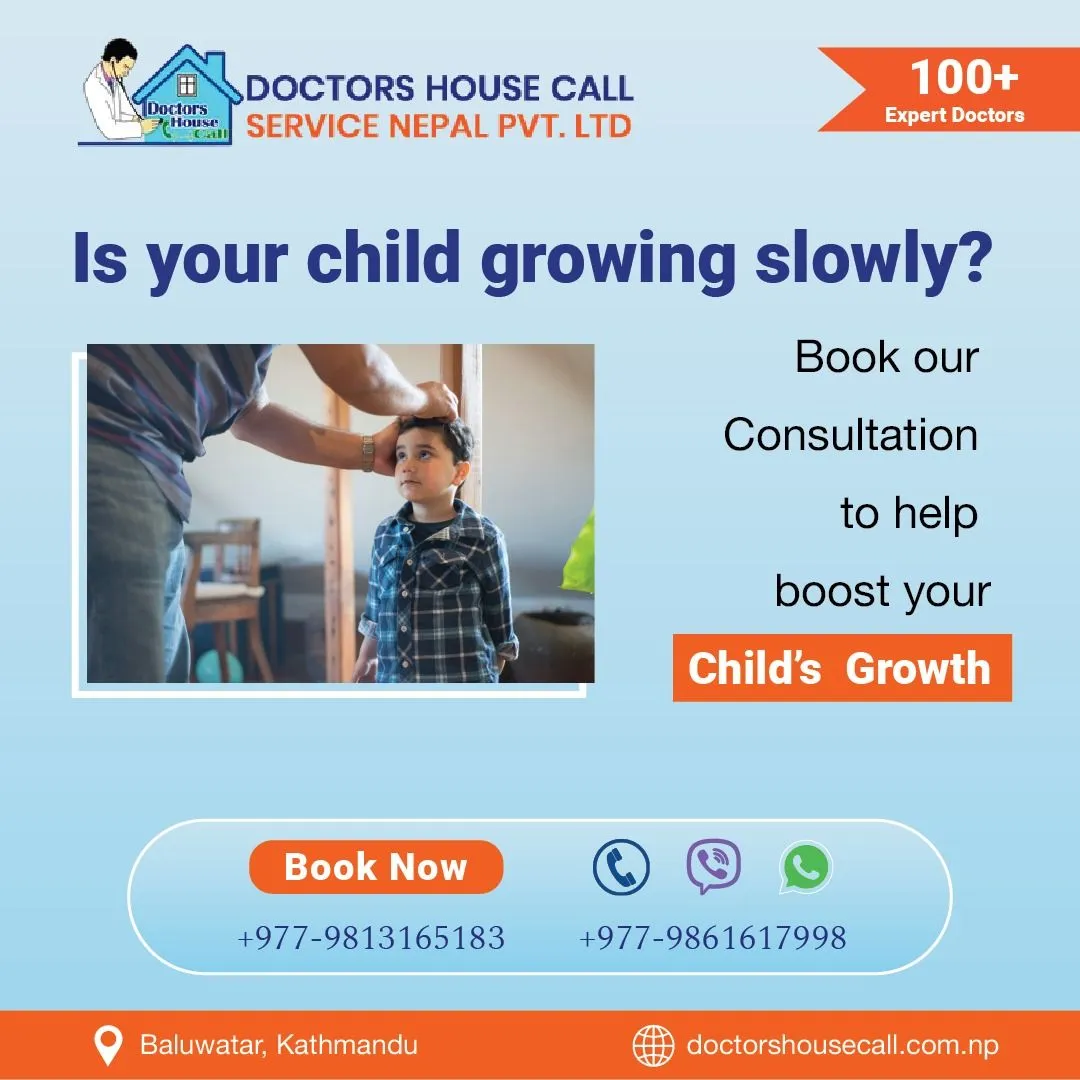 Doctors
House
Call
DOCTORS HOUSE CALL
SERVICE NEPAL PVT. LTD
100+
Expert Doctors
Is your child growing slowly?
Book our
Consultation
to help
boost your
Child's Growth
Book Now
+977-9813165183
+977-9861617998
Baluwatar, Kathmandu
doctorshousecall.com.np